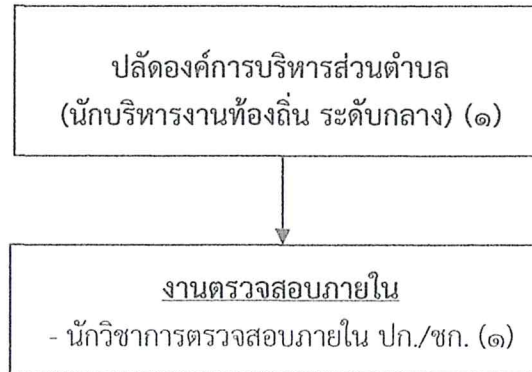 ปลัดองค์การบริหารส่วนตำบล
(นักบริหารงานท้องถิ่น ระดับกลาง) (๑)
งานตรวจสอบภายใน
- นักวิชาการตรวจสอบภายใน ปก./ชก. (๑)